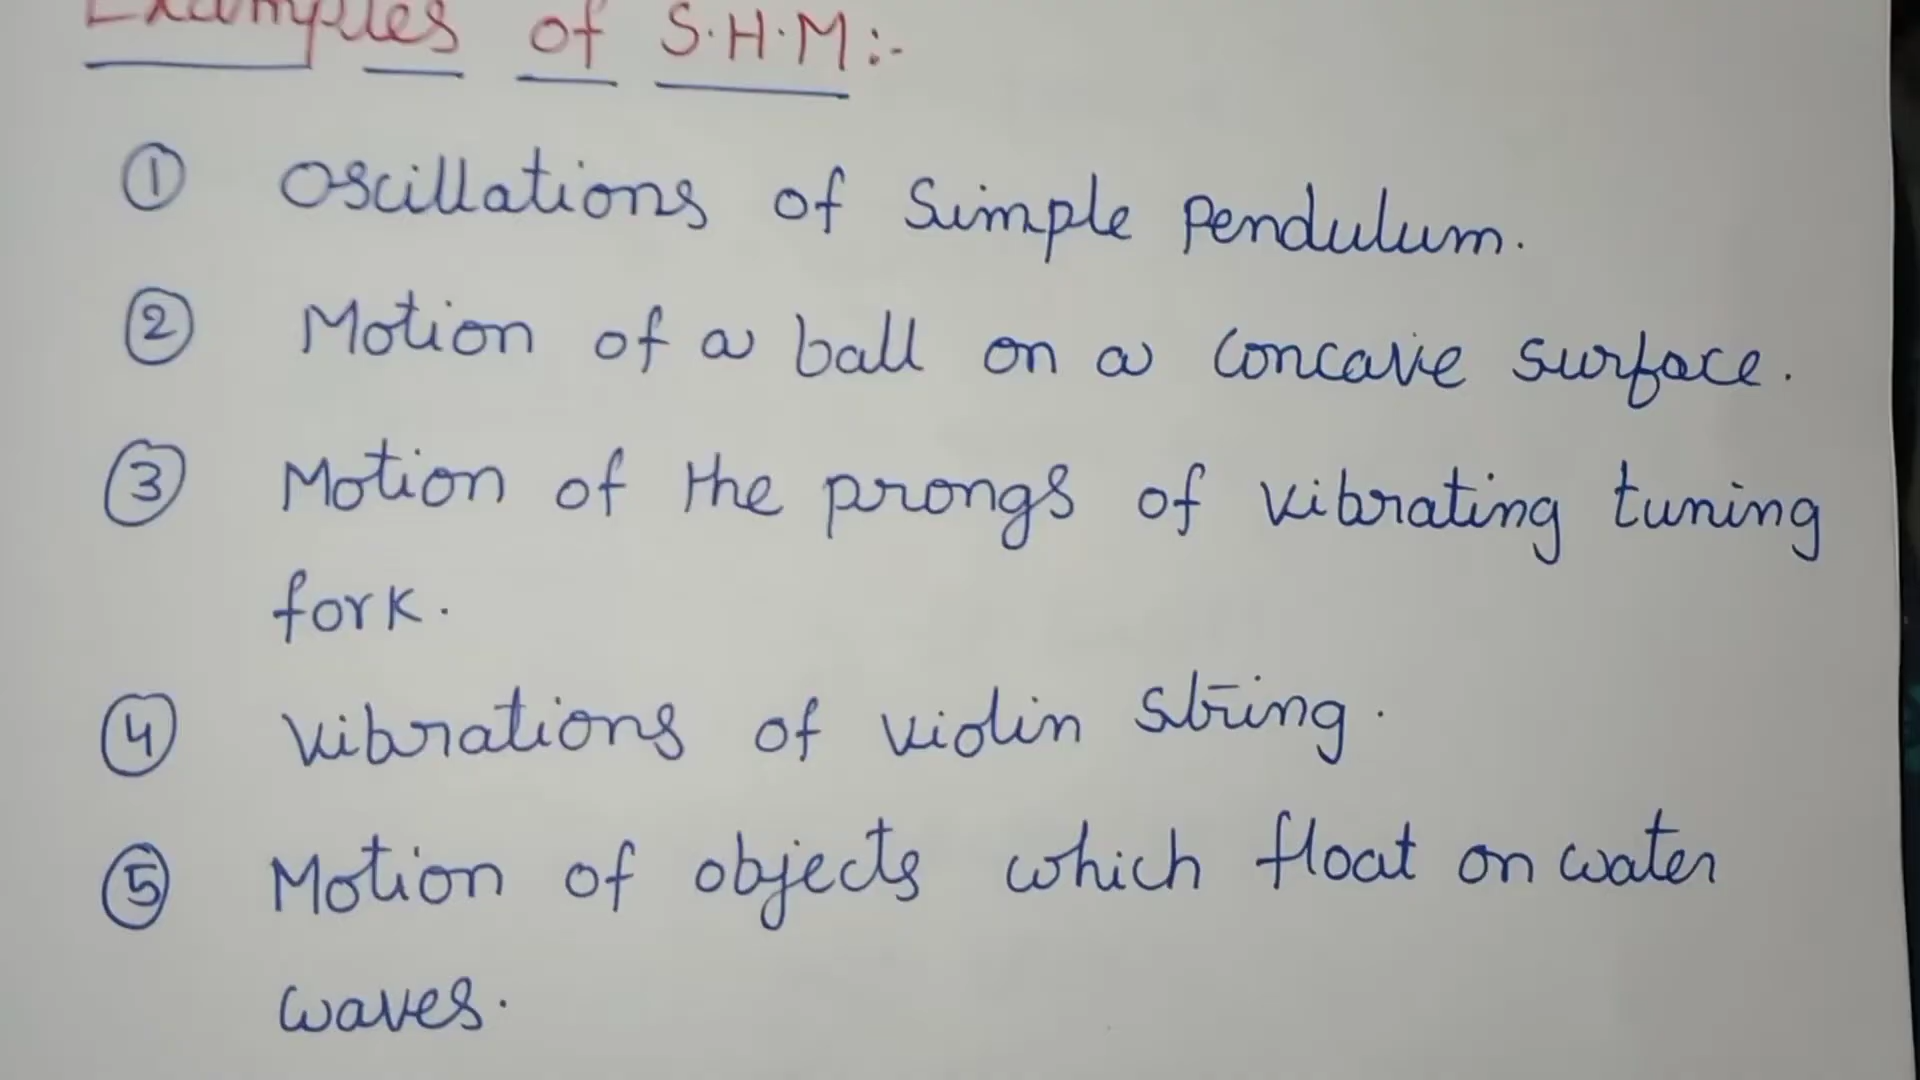 Examples of S.H.M:-
① Oscillations of Simple Pendulum.
② Motion of a ball on a concave surface.
③ Motion of the prongs of vibrating tuning
fork.
④ vibrations of violin string.
⑤ Motion of objects which float on water
waves.